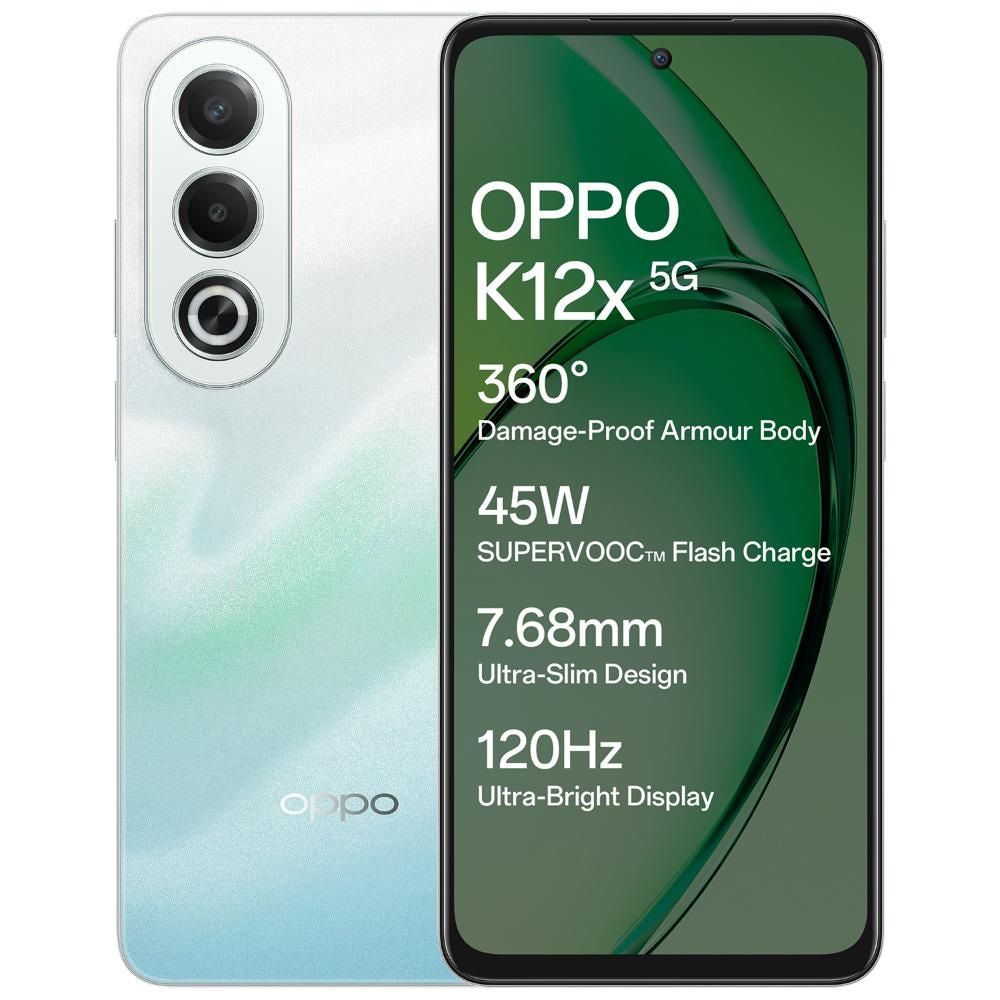 OPPO
K12x 5G
360°
Damage-Proof Armour Body
45W
SUPERVOOC™ Flash Charge
7.68mm
Ultra-Slim Design
120Hz
Ultra-Bright Display
oppo